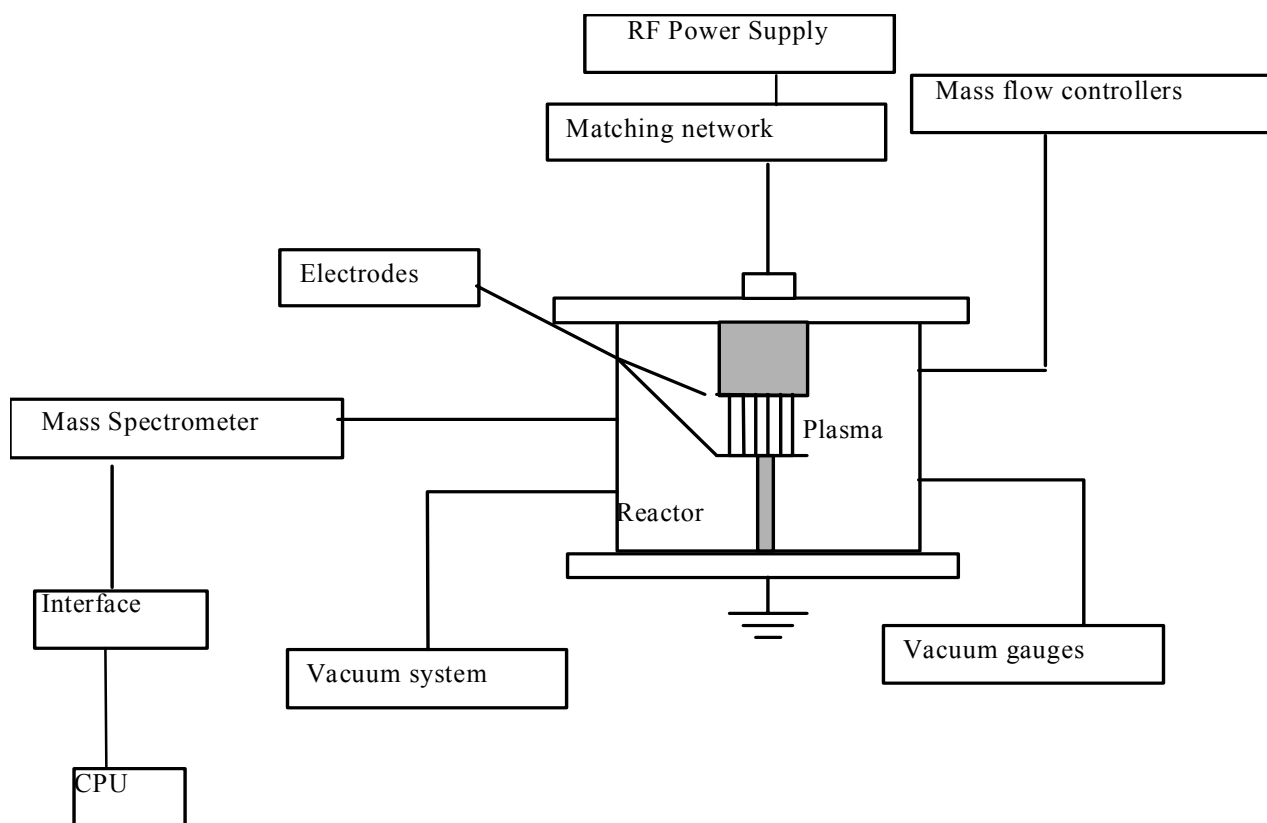 RF Power Supply
Mass flow controllers
Matching network
Electrodes
Mass Spectrometer
Plasma
Reactor
Interface
Vacuum gauges
Vacuum system
CPU